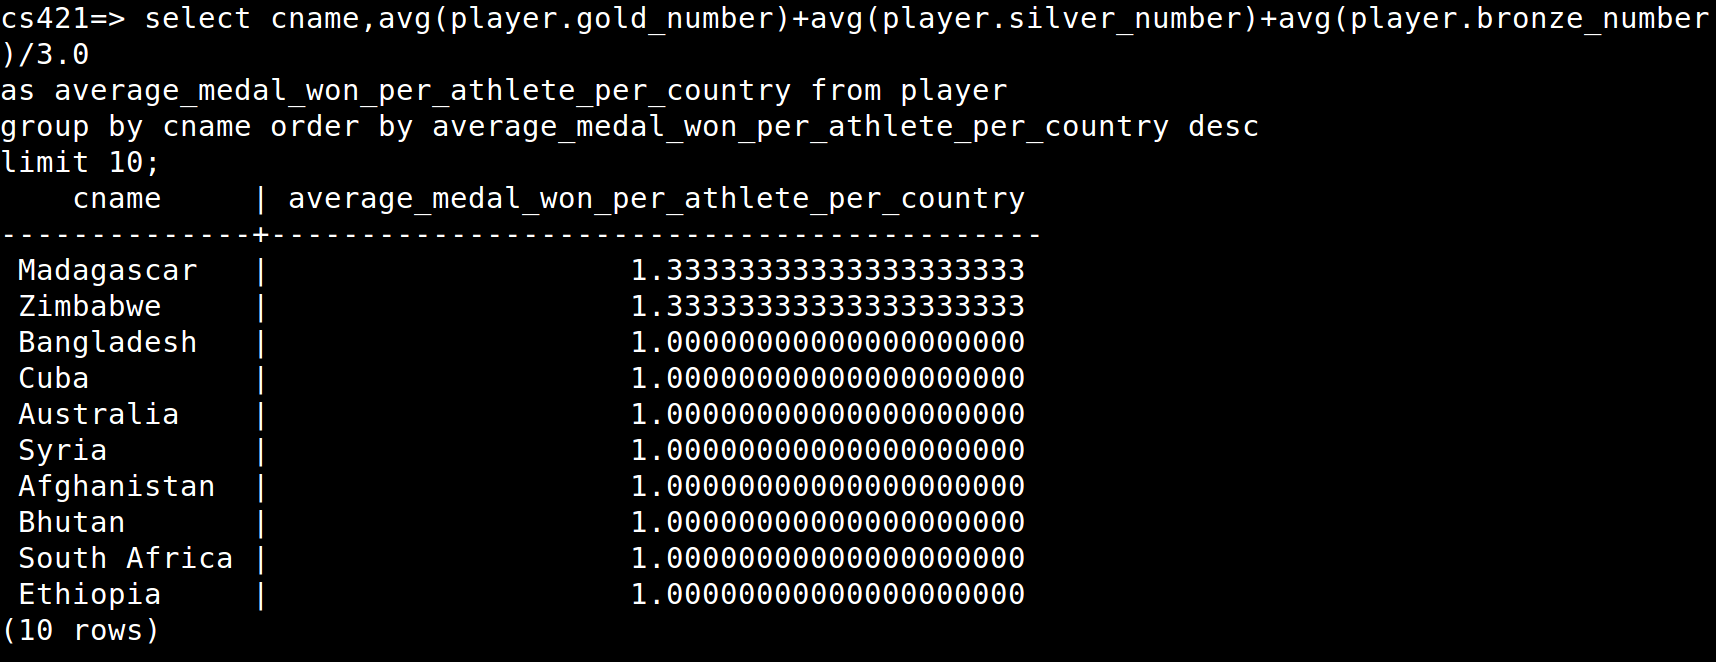 cs421=> select cname,avg(player.gold_number)+avg(player.silver_number)+avg(player.bronze_number
)/3.0
as average_medal_won_per_athlete_per_country from player
group by cname order by average_medal_won_per_athlete_per_country desc
limit 10;
    cname     | average_medal_won_per_athlete_per_country
--------------+-------------------------------------------
 Madagascar   |                    1.33333333333333333333
 Zimbabwe     |                    1.33333333333333333333
 Bangladesh   |                    1.00000000000000000000
 Cuba         |                    1.00000000000000000000
 Australia    |                    1.00000000000000000000
 Syria        |                    1.00000000000000000000
 Afghanistan  |                    1.00000000000000000000
 Bhutan       |                    1.00000000000000000000
 South Africa |                    1.00000000000000000000
 Ethiopia     |                    1.00000000000000000000
(10 rows)